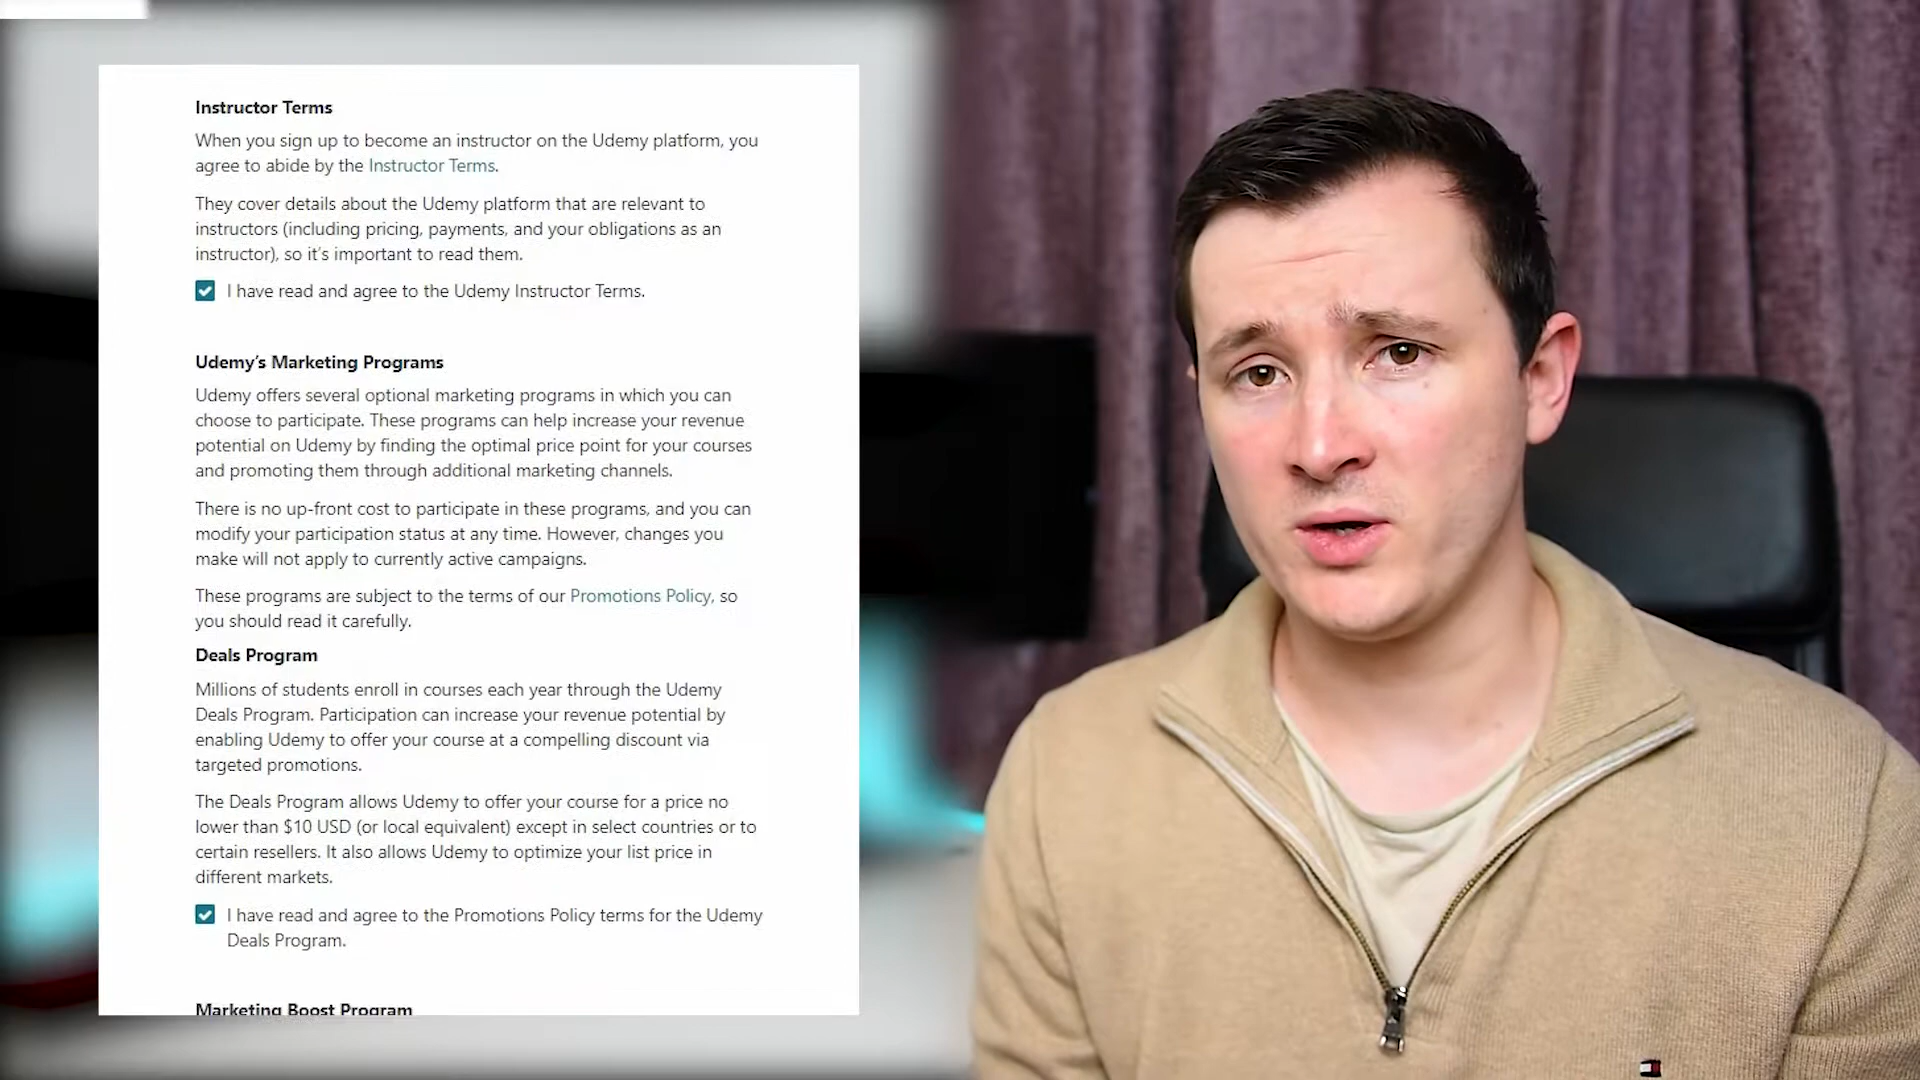 Instructor Terms
When you sign up to become an instructor on the Udemy platform, you
agree to abide by the Instructor Terms.
They cover details about the Udemy platform that are relevant to
instructors (including pricing, payments, and your obligations as an
instructor), so it's important to read them.
I have read and agree to the Udemy Instructor Terms.
Udemy's Marketing Programs
Udemy offers several optional marketing programs in which you can
choose to participate. These programs can help increase your revenue
potential on Udemy by finding the optimal price point for your courses
and promoting them through additional marketing channels.
There is no up-front cost to participate in these programs, and you can
modify your participation status at any time. However, changes you
make will not apply to currently active campaigns.
These programs are subject to the terms of our Promotions Policy, so
you should read it carefully.
Deals Program
Millions of students enroll in courses each year through the Udemy
Deals Program. Participation can increase your revenue potential by
enabling Udemy to offer your course at a compelling discount via
targeted promotions.
The Deals Program allows Udemy to offer your course for a price no
lower than $10 USD (or local equivalent) except in select countries or to
certain resellers. It also allows Udemy to optimize your list price in
different markets.
I have read and agree to the Promotions Policy terms for the Udemy
Deals Program.
Marketing Boost Program